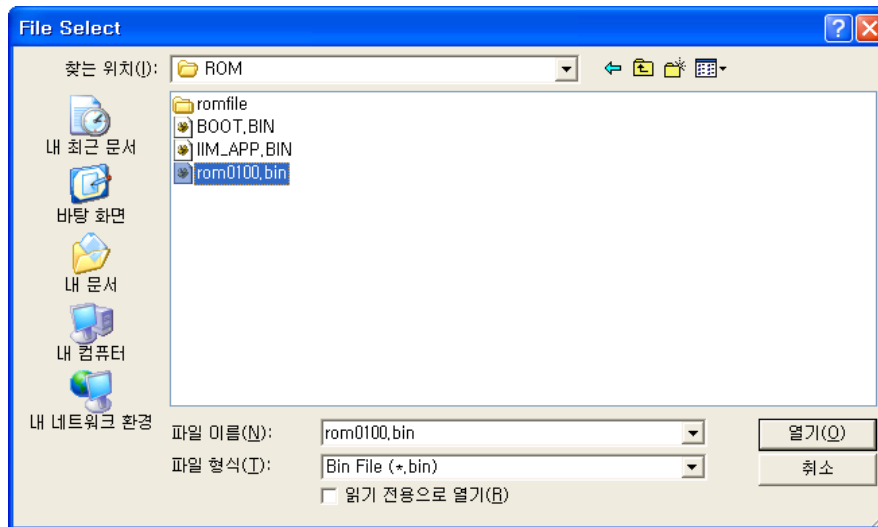 File Select
찾는 위치(I): ROM
romfile
BOOT.BIN
IIM_APP.BIN
rom0100.bin
내 최근 문서
바탕 화면
내 문서
내 컴퓨터
내 네트워크 환경
파일 이름(N): rom0100.bin 열기(O)
파일 형식(T): Bin File (*.bin) 취소
읽기 전용으로 열기(R)